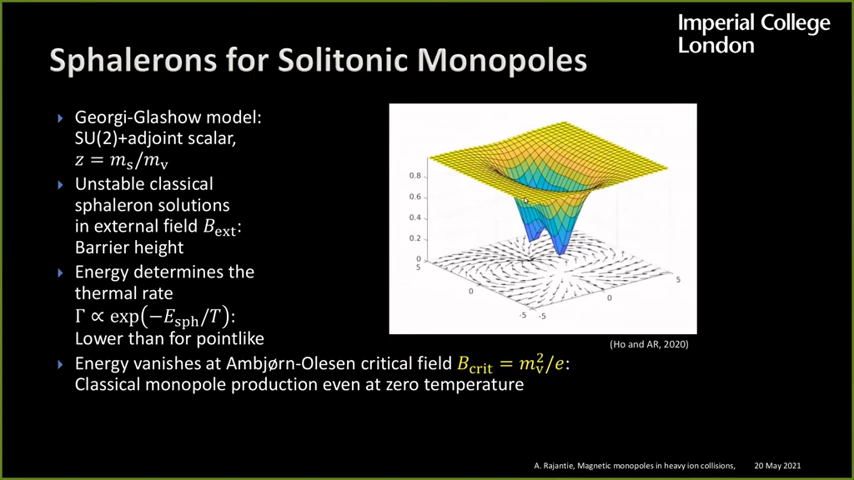 Imperial College
London
Sphalerons for Solitonic Monopoles
Georgi-Glashow model:
SU(2)+adjoint scalar,
z = m_s/m_v
Unstable classical
sphaleron solutions
in external field B_ext:
Barrier height
Energy determines the
thermal rate
Γ ∝ exp(−E_sph/T):
Lower than for pointlike
Energy vanishes at Ambjørn-Olesen critical field B_crit = m_v^2/e:
Classical monopole production even at zero temperature
0.8
0.6
0.4
0.2
0
5
0
-5
-5
0
5
(Ho and AR, 2020)
A. Rajantie, Magnetic monopoles in heavy ion collisions, 20 May 2021